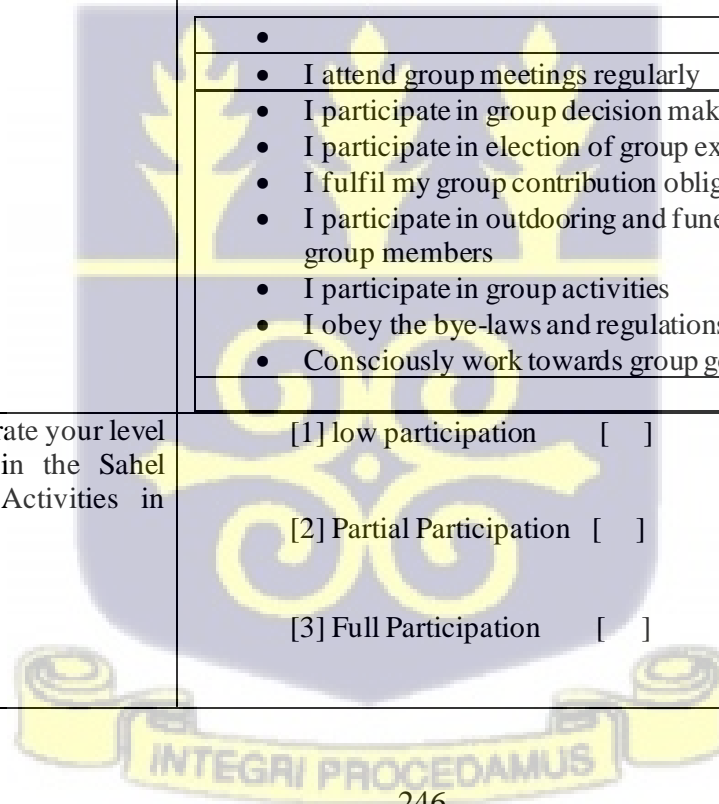 •
• I attend group meetings regularly
• I participate in group decision mak
• I participate in election of group ex
• I fulfil my group contribution oblig
• I participate in outdooring and fune
group members
• I participate in group activities
• I obey the bye-laws and regulations
• Consciously work towards group go
rate your level
in the Sahel
Activities in
[1] low participation [ ]
[2] Partial Participation [ ]
[3] Full Participation [ ]
INTEGRI PROCEDAMUS
246